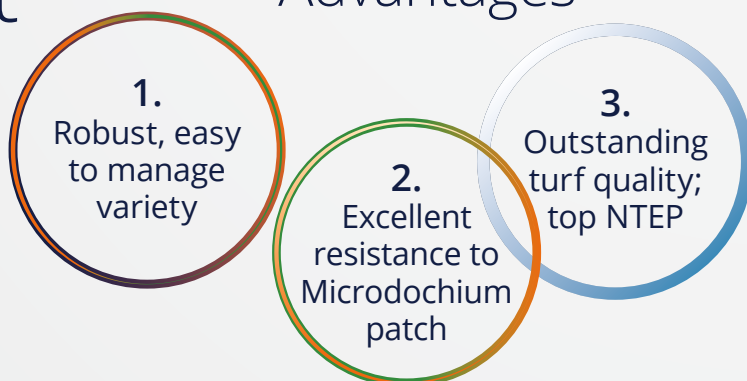 Advantages
1.
Robust, easy
to manage
variety
2.
Excellent
resistance to
Microdochium
patch
3.
Outstanding
turf quality;
top NTEP